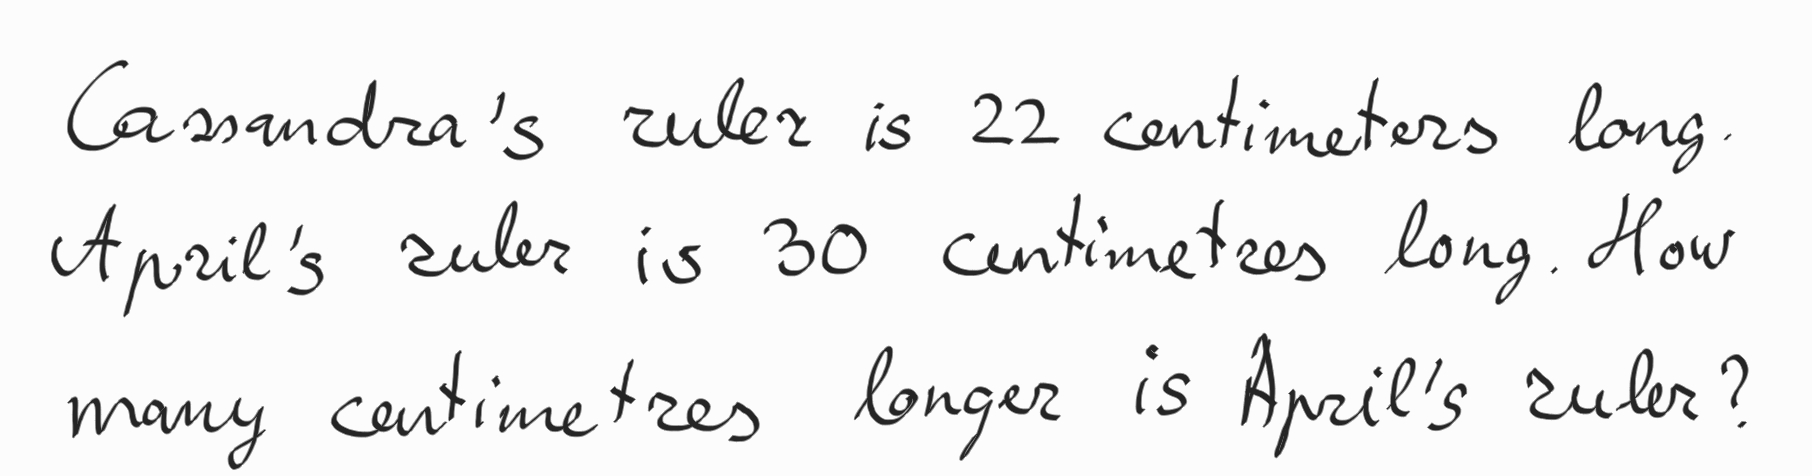 Cassandra's ruler is 22 centimeters long.
April's ruler is 30 centimetres long. How
many centimetres longer is April's ruler?